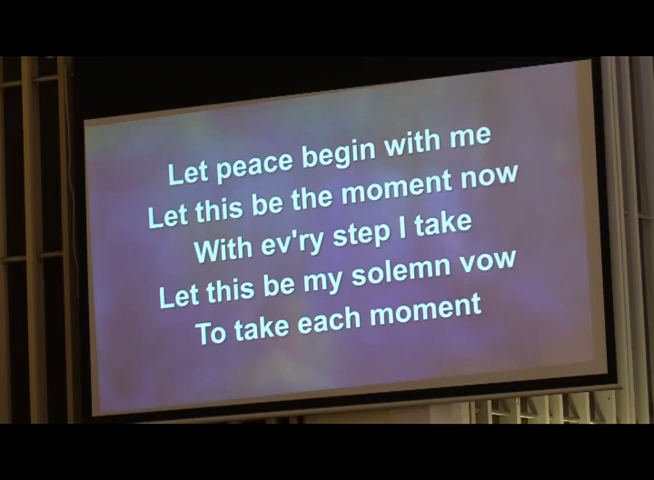 Let peace begin with me
Let this be the moment now
With ev'ry step I take
Let this be my solemn vow
To take each moment